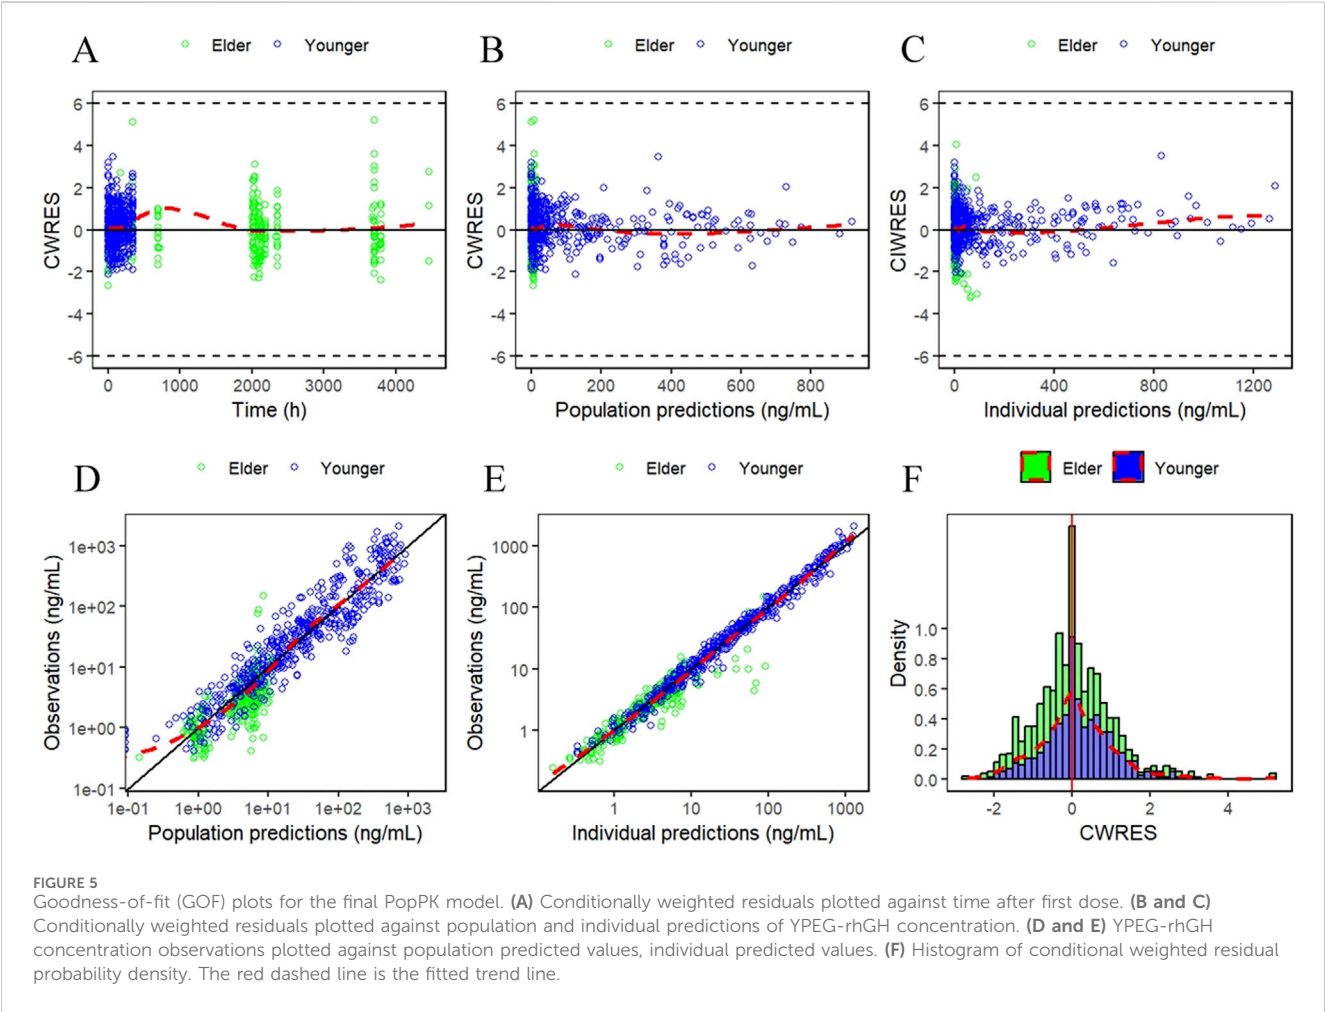 A
Elder Younger
CWRES
6
4
2
0
-2
-4
-6
0 1000 2000 3000 4000
Time (h)
B
Elder Younger
CWRES
6
4
2
0
-2
-4
-6
0 200 400 600 800
Population predictions (ng/mL)
C
Elder Younger
CIWRES
6
4
2
0
-2
-4
-6
0 400 800 1200
Individual predictions (ng/mL)
D
Elder Younger
Observations (ng/mL)
1e+03
1e+02
1e+01
1e+00
1e-01
1e-01 1e+00 1e+01 1e+02 1e+03
Population predictions (ng/mL)
E
Elder Younger
Observations (ng/mL)
1000
100
10
1
1 10 100 1000
Individual predictions (ng/mL)
F
Elder Younger
Density
1.0
0.8
0.6
0.4
0.2
0.0
-2 0 2 4
CWRES
FIGURE 5
Goodness-of-fit (GOF) plots for the final PopPK model. (A) Conditionally weighted residuals plotted against time after first dose. (B and C)
Conditionally weighted residuals plotted against population and individual predictions of YPEG-rhGH concentration. (D and E) YPEG-rhGH
concentration observations plotted against population predicted values, individual predicted values. (F) Histogram of conditional weighted residual
probability density. The red dashed line is the fitted trend line.